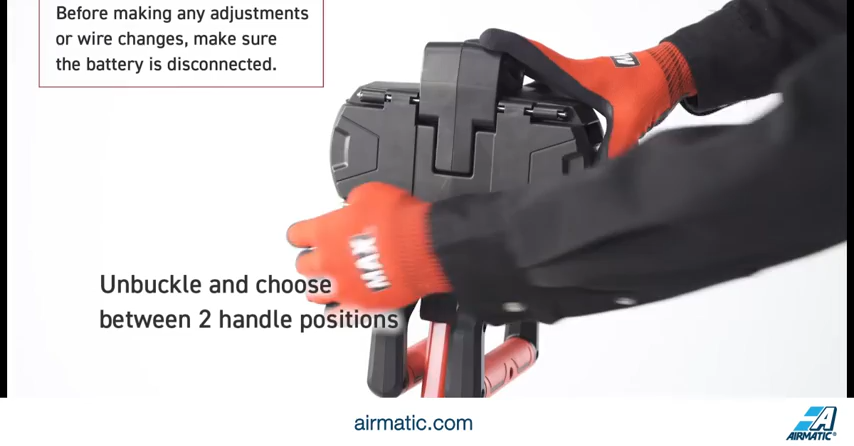 Before making any adjustments
or wire changes, make sure
the battery is disconnected.
MAX
Unbuckle and choose
between 2 handle positions
airmatic.com
AIRMATIC®